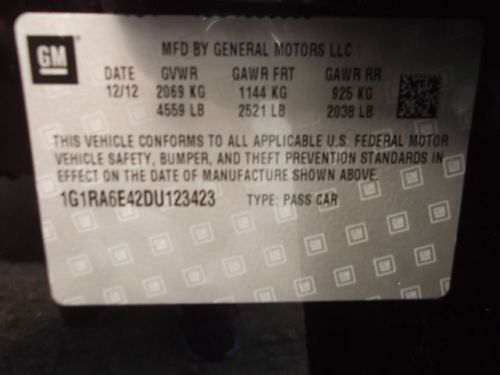 GM
MFD BY GENERAL MOTORS LLC
DATE GVWR GAWR FRT GAWR RR
12/12 2069 KG 1144 KG 925 KG
4559 LB 2521 LB 2038 LB
THIS VEHICLE CONFORMS TO ALL APPLICABLE U.S. FEDERAL MOTOR
VEHICLE SAFETY, BUMPER, AND THEFT PREVENTION STANDARDS IN
EFFECT ON THE DATE OF MANUFACTURE SHOWN ABOVE.
1G1RA6E42DU123423 TYPE: PASS CAR